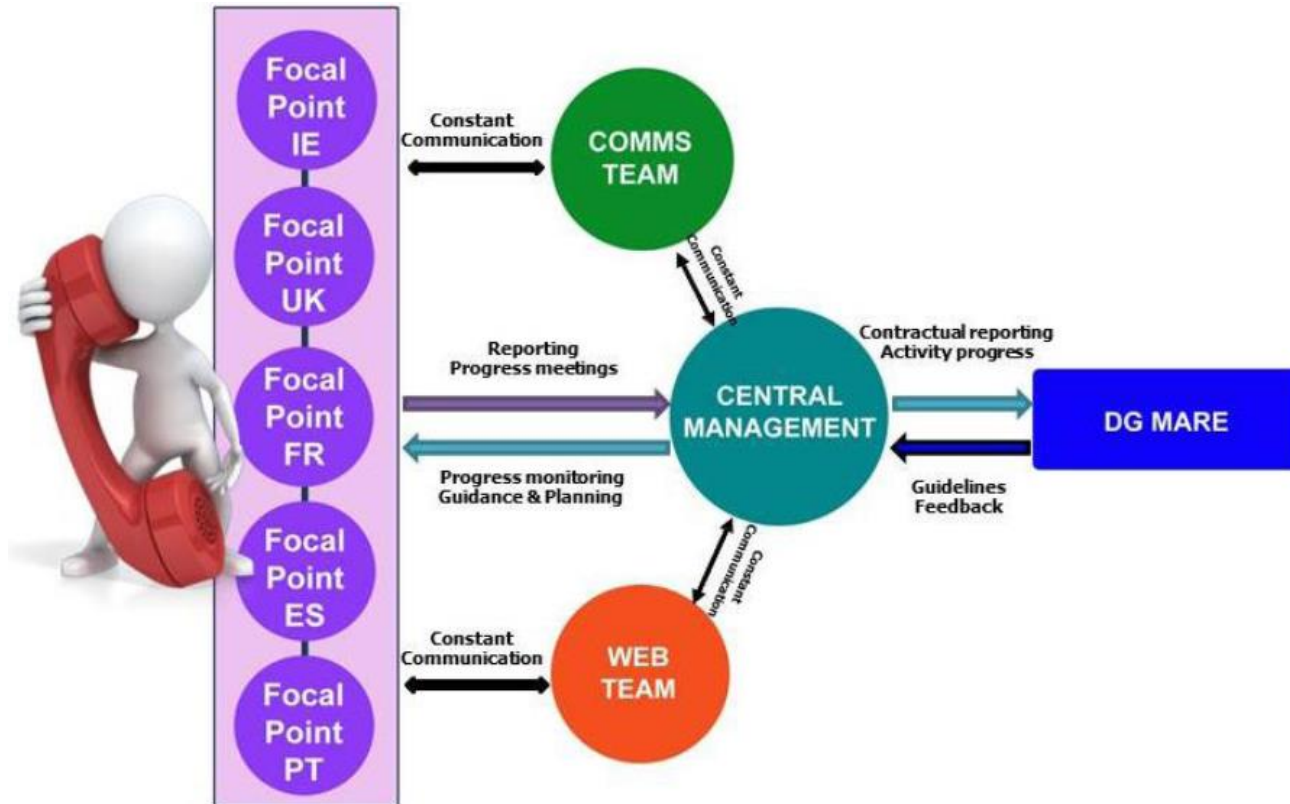 Focal
Point
IE
Focal
Point
UK
Focal
Point
FR
Focal
Point
ES
Focal
Point
PT
Constant
Communication
COMMS
TEAM
Constant
Communication
Reporting
Progress meetings
Progress monitoring
Guidance & Planning
CENTRAL
MANAGEMENT
Contractual reporting
Activity progress
DG MARE
Guidelines
Feedback
Constant
Communication
Constant
Communication
WEB
TEAM